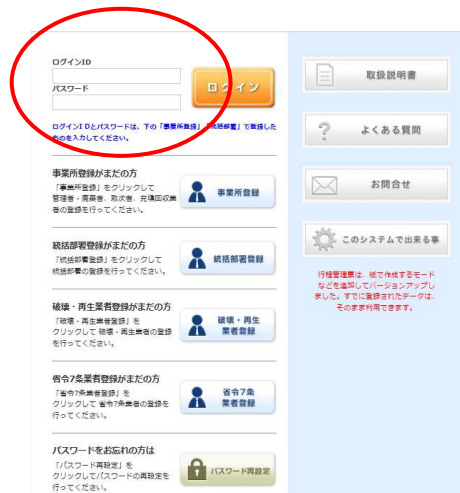 ログインID
パスワード
ログイン
ログインIDとパスワードは、下の「事業所登録」「統括部署」で登録した
ものを入力してください。
事業所登録がまだの方
「事業所登録」をクリックして
管理者・廃棄者、取次者、充填回収業
者の登録を行ってください。
事業所登録
統括部署登録がまだの方
「統括部署登録」をクリックして
統括部署の登録を行ってください。
統括部署登録
破壊・再生業者登録がまだの方
「破壊・再生業者登録」を
クリックして 破壊・再生業者の登録
を行ってください。
破壊・再生
業者登録
省令7条業者登録がまだの方
「省令7条業者登録」を
クリックして 省令7条業者の登録を
行ってください。
省令7条
業者登録
パスワードをお忘れの方は
「パスワード再設定」を
クリックしてパスワードの再設定を
行ってください。
パスワード再設定
取扱説明書
よくある質問
お問合せ
このシステムで出来る事
行程管理票は、紙で作成するモード
などを追加してバージョンアップし
ました。すでに登録されたデータは、
そのまま利用できます。